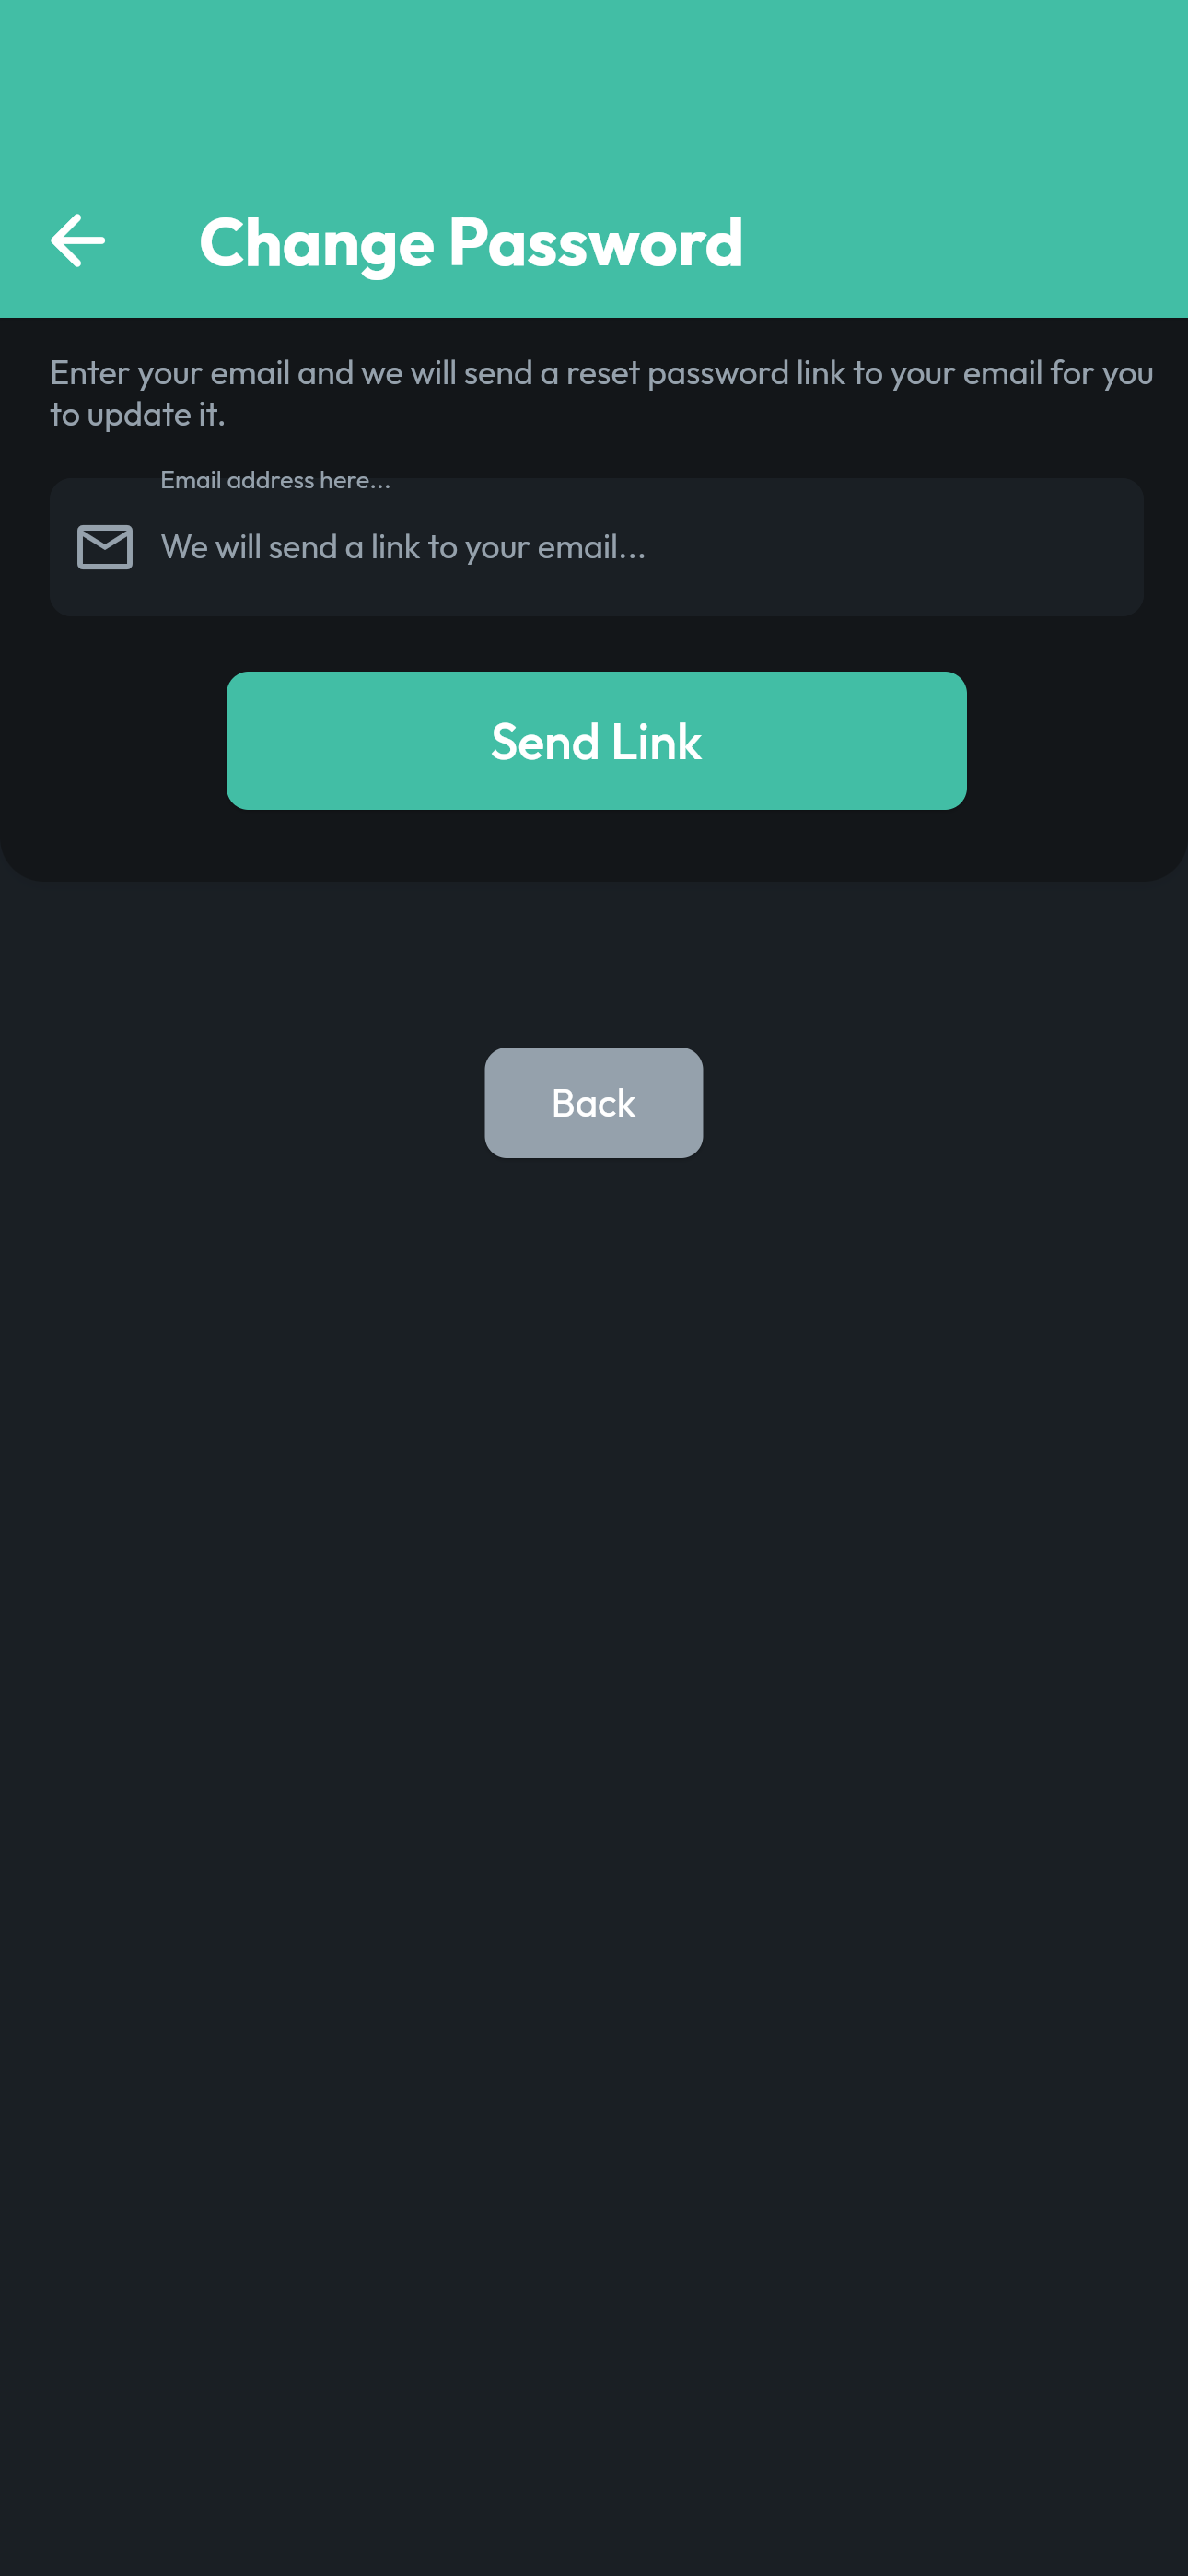 Change Password
Enter your email and we will send a reset password link to your email for you
to update it.
Email address here...
We will send a link to your email...
Send Link
Back